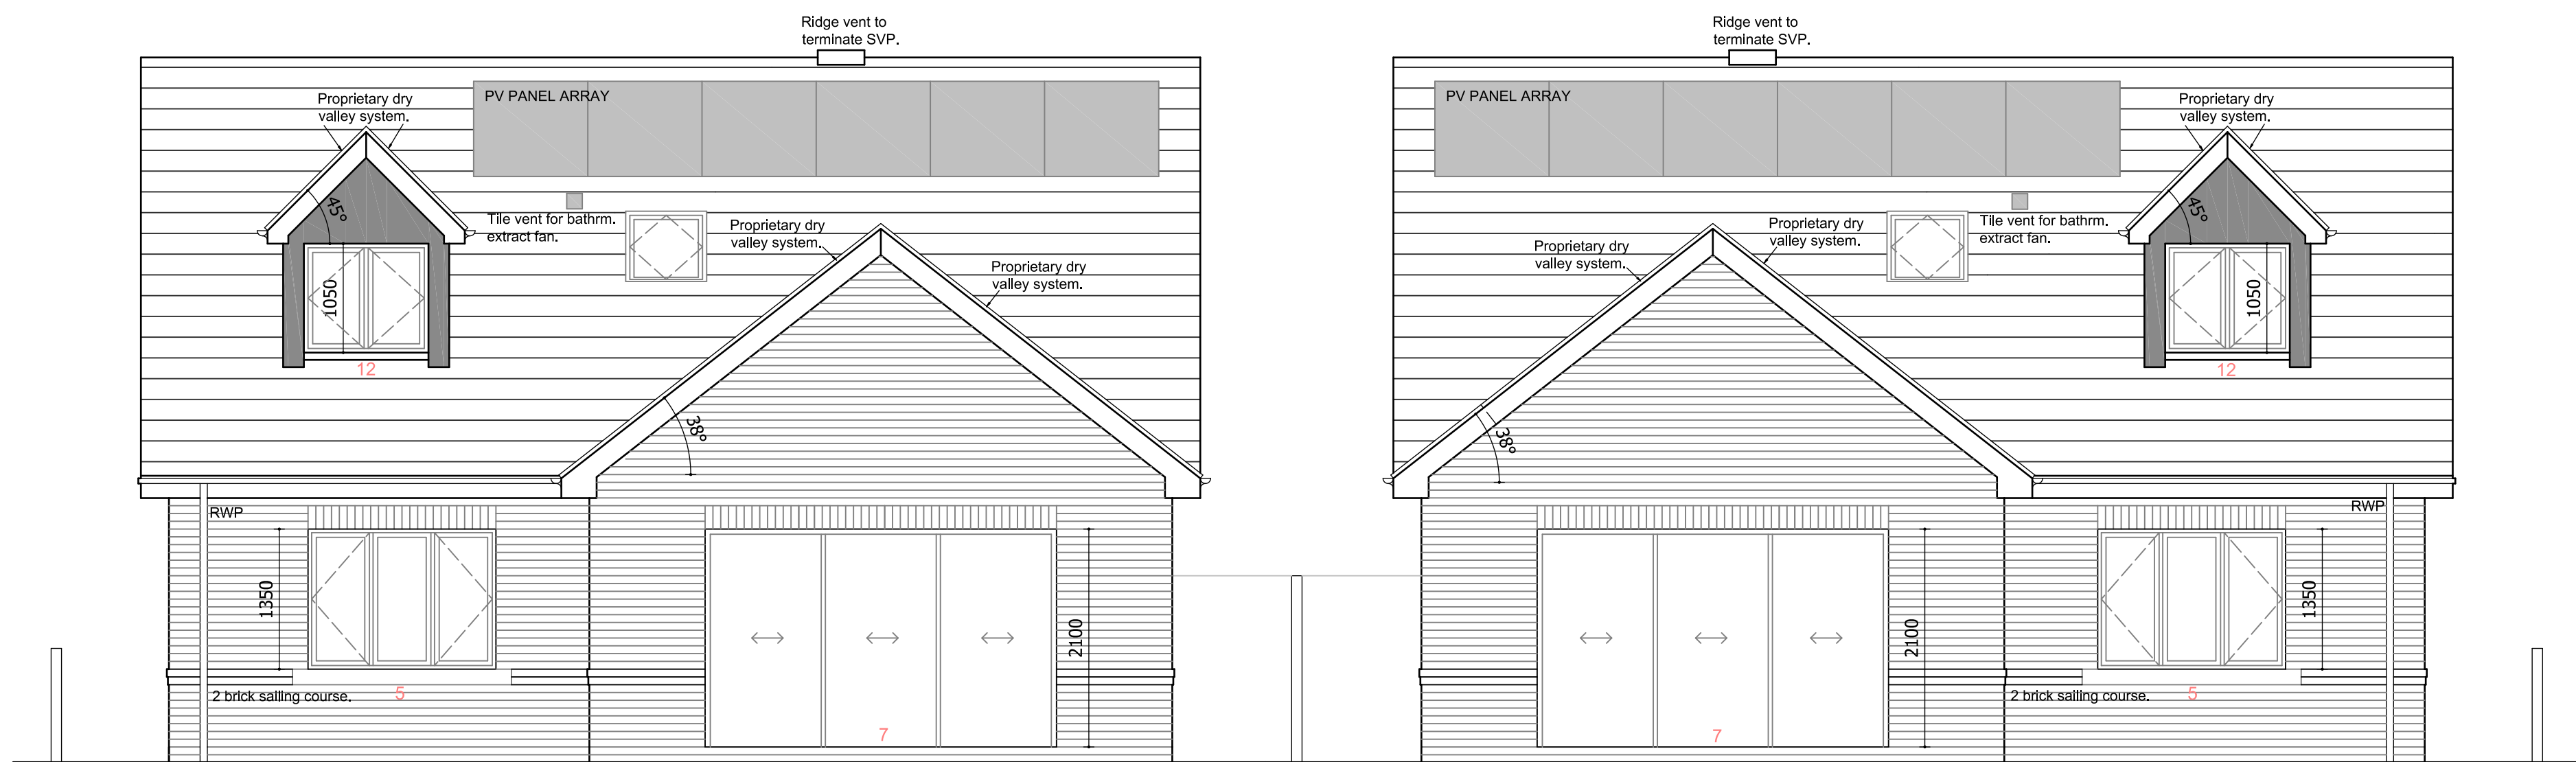 Ridge vent to
terminate SVP.
PV PANEL ARRAY
Proprietary dry
valley system.
45°
Tile vent for bathrm.
extract fan.
Proprietary dry
valley system.
Proprietary dry
valley system.
1050
12
38°
RWP
1350
2100
2 brick sailing course.
5
7
Ridge vent to
terminate SVP.
PV PANEL ARRAY
Proprietary dry
valley system.
45°
Tile vent for bathrm.
extract fan.
Proprietary dry
valley system.
Proprietary dry
valley system.
1050
12
38°
RWP
1350
2100
2 brick sailing course.
5
7